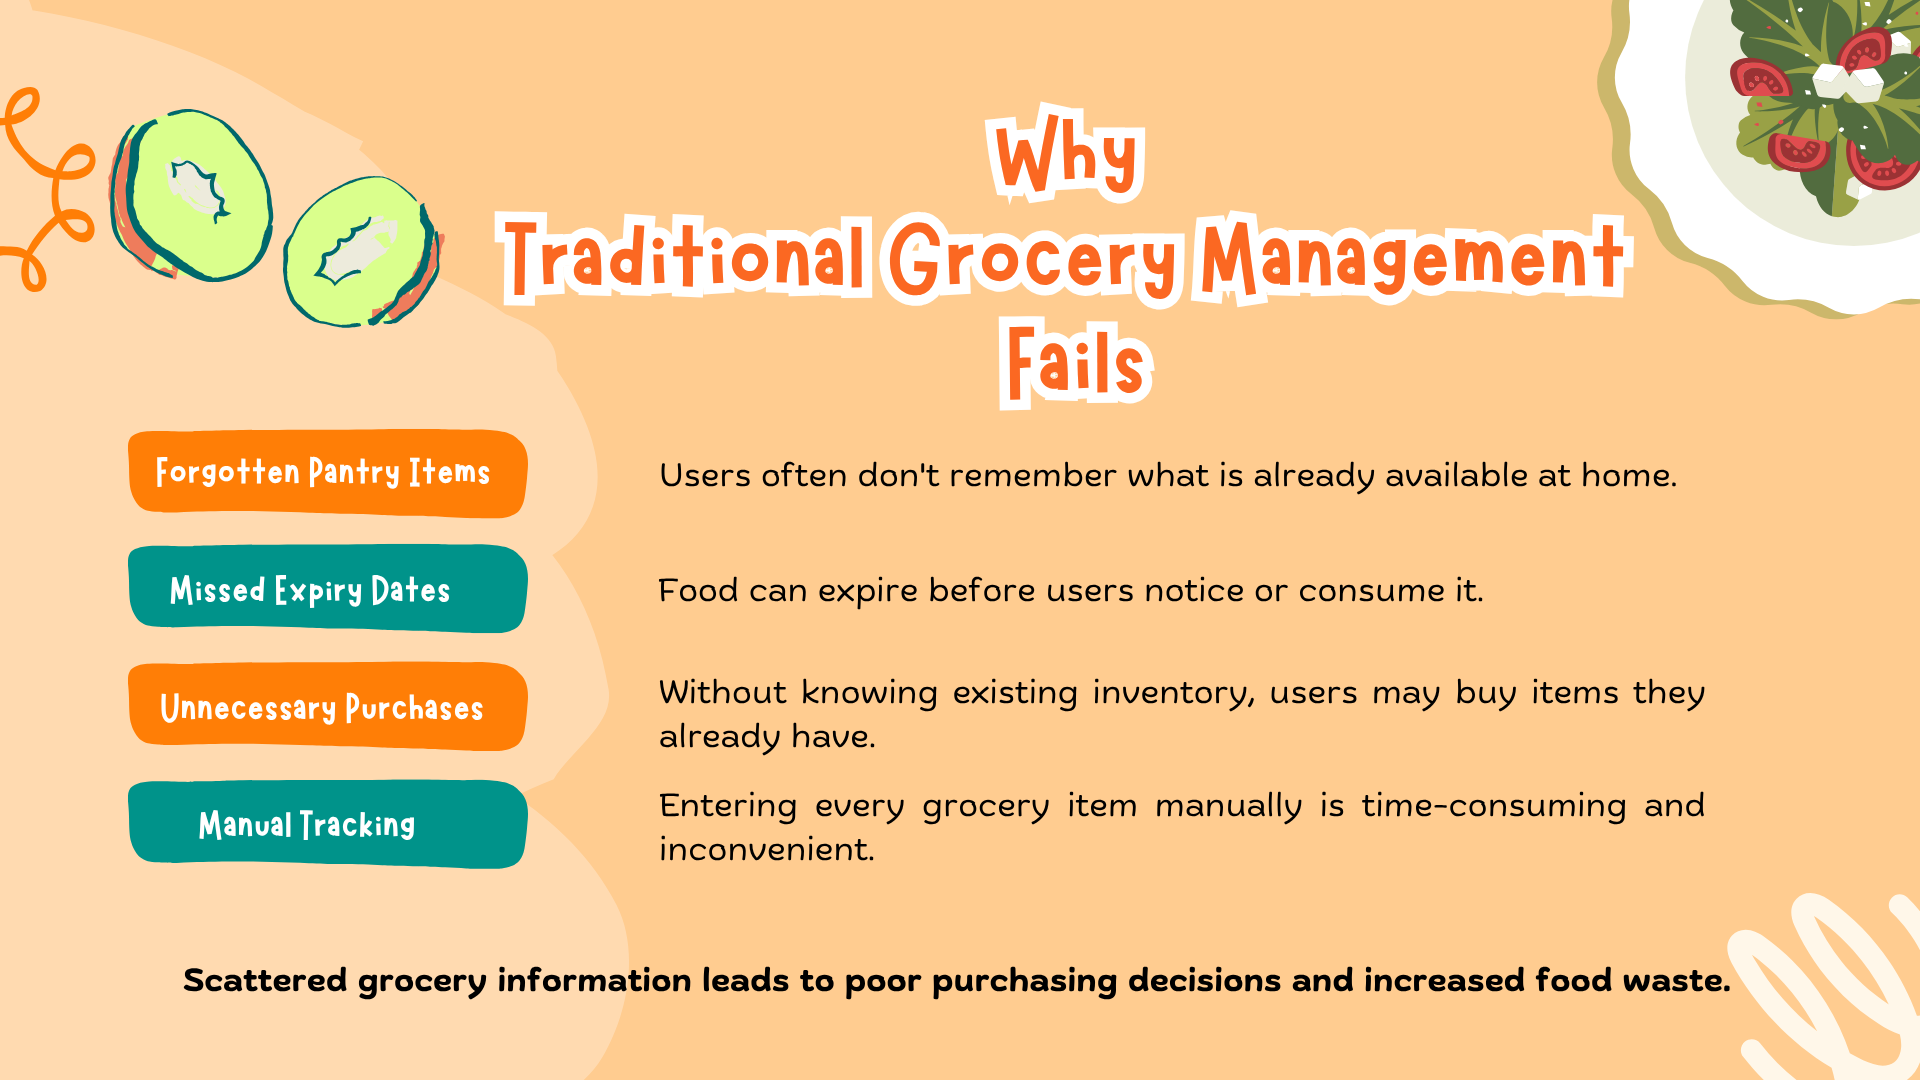 Why
Traditional Grocery Management
Fails
Forgotten Pantry Items
Users often don't remember what is already available at home.
Missed Expiry Dates
Food can expire before users notice or consume it.
Unnecessary Purchases
Without knowing existing inventory, users may buy items they
already have.
Manual Tracking
Entering every grocery item manually is time-consuming and
inconvenient.
Scattered grocery information leads to poor purchasing decisions and increased food waste.